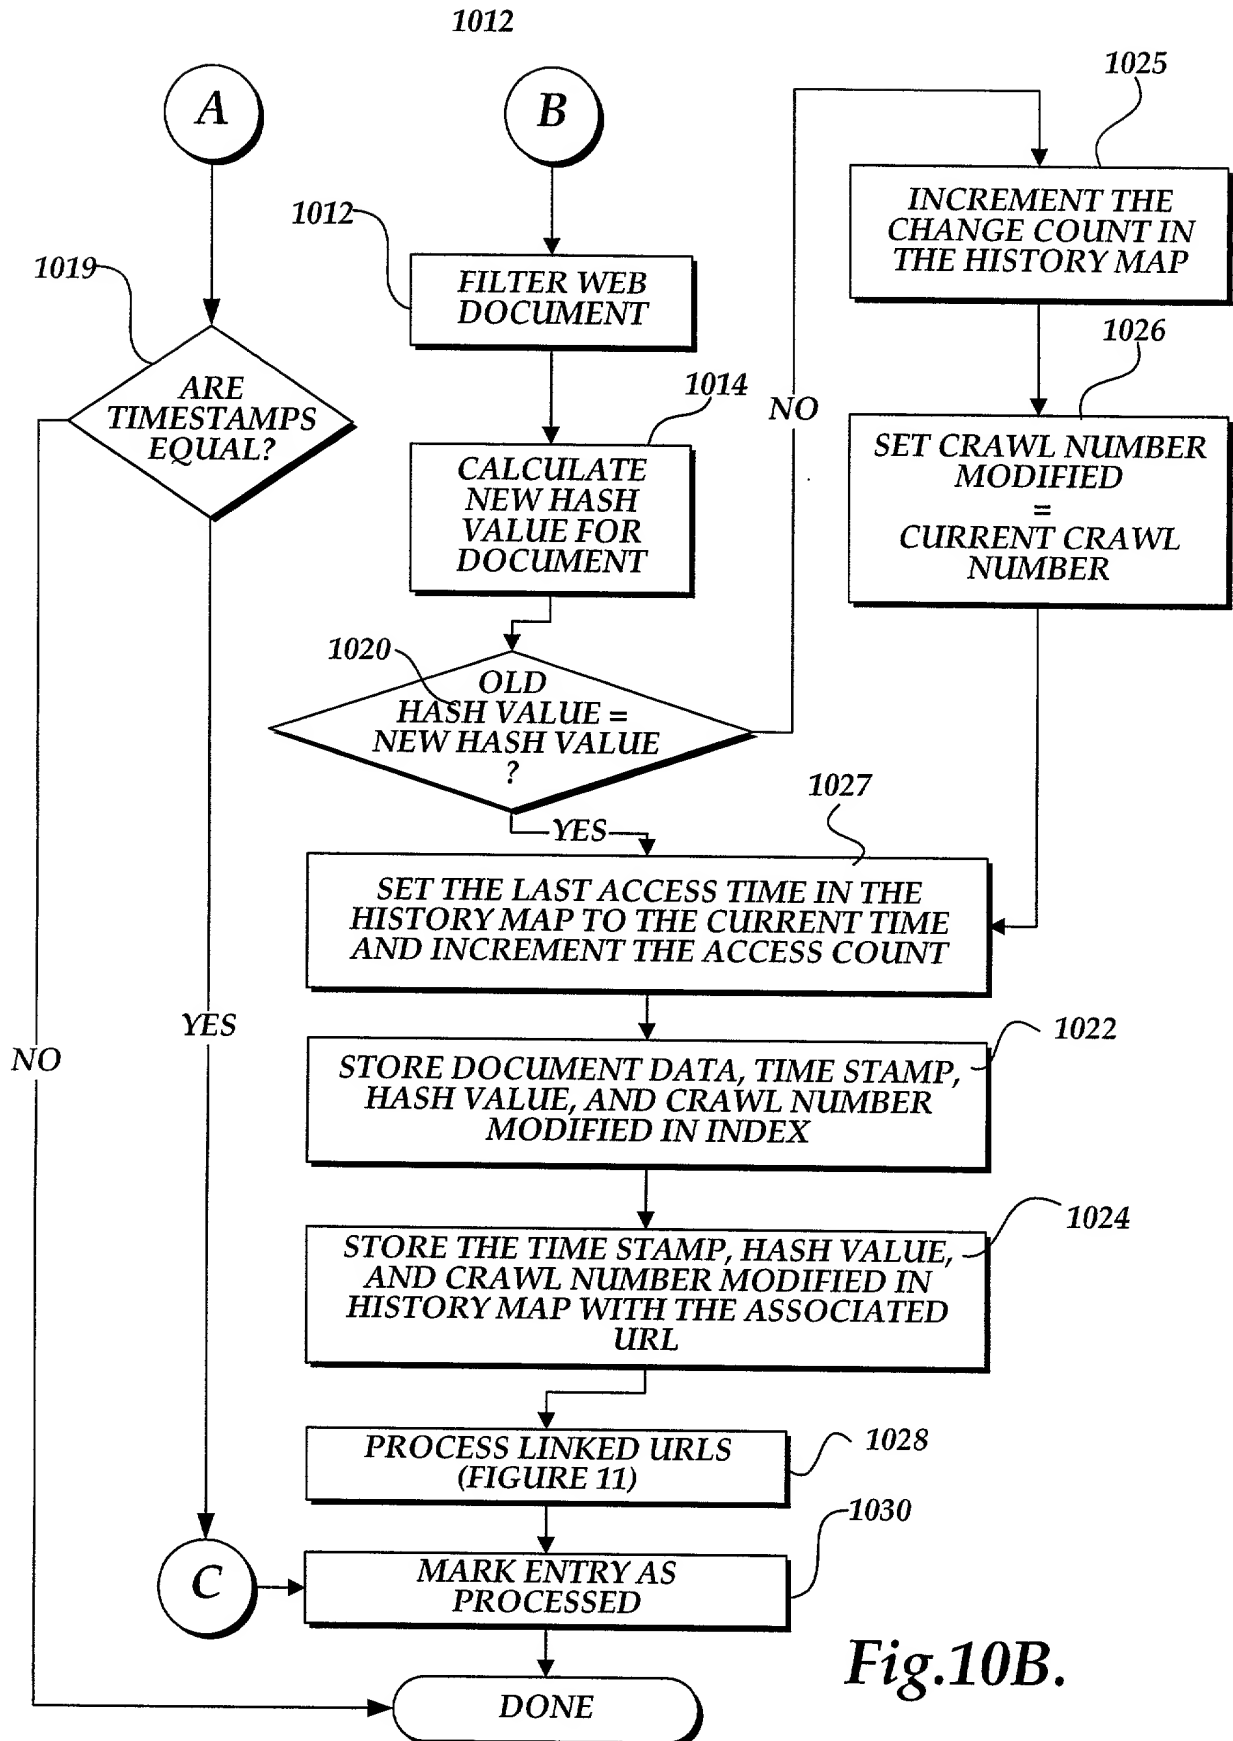 1012
A
B
1025
INCREMENT THE
CHANGE COUNT IN
THE HISTORY MAP
1012
FILTER WEB
DOCUMENT
1019
ARE
TIMESTAMPS
EQUAL?
1026
SET CRAWL NUMBER
MODIFIED
=
CURRENT CRAWL
NUMBER
1014
NO
CALCULATE
NEW HASH
VALUE FOR
DOCUMENT
1020
OLD
HASH VALUE =
NEW HASH VALUE
?
YES
1027
SET THE LAST ACCESS TIME IN THE
HISTORY MAP TO THE CURRENT TIME
AND INCREMENT THE ACCESS COUNT
YES
NO
1022
STORE DOCUMENT DATA, TIME STAMP,
HASH VALUE, AND CRAWL NUMBER
MODIFIED IN INDEX
1024
STORE THE TIME STAMP, HASH VALUE,
AND CRAWL NUMBER MODIFIED IN
HISTORY MAP WITH THE ASSOCIATED
URL
1028
PROCESS LINKED URLS
(FIGURE 11)
1030
C
MARK ENTRY AS
PROCESSED
DONE
Fig.10B.